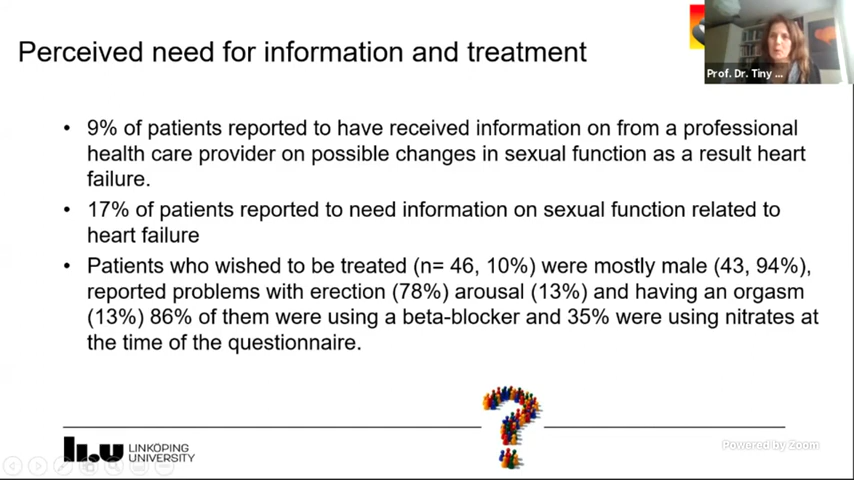 Perceived need for information and treatment
Prof. Dr. Tiny ...
• 9% of patients reported to have received information on from a professional
health care provider on possible changes in sexual function as a result heart
failure.
• 17% of patients reported to need information on sexual function related to
heart failure
• Patients who wished to be treated (n= 46, 10%) were mostly male (43, 94%),
reported problems with erection (78%) arousal (13%) and having an orgasm
(13%) 86% of them were using a beta-blocker and 35% were using nitrates at
the time of the questionnaire.
li.u LINKÖPING
UNIVERSITY
Powered by Zoom